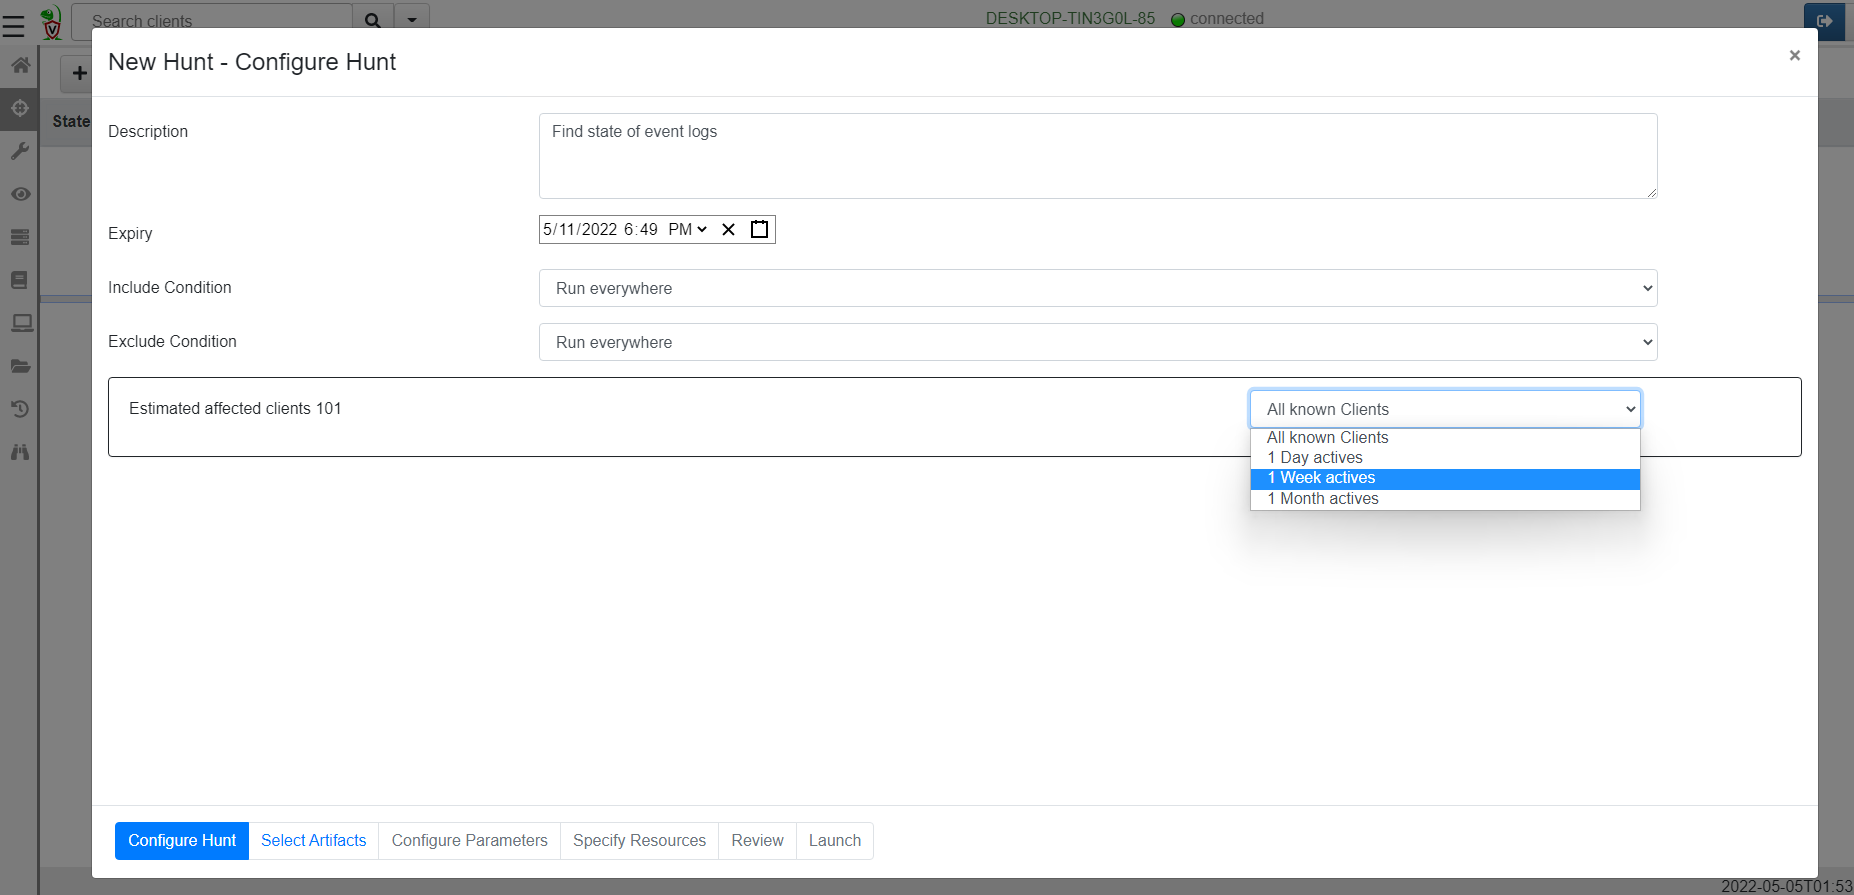 Search clients
DESKTOP-TIN3G0L-85 connected
New Hunt - Configure Hunt
×
State
Description
Find state of event logs
Expiry
5/11/2022 6:49 PM
Include Condition
Run everywhere
Exclude Condition
Run everywhere
Estimated affected clients 101
All known Clients
All known Clients
1 Day actives
1 Week actives
1 Month actives
Configure Hunt
Select Artifacts
Configure Parameters
Specify Resources
Review
Launch
2022-05-05T01:53